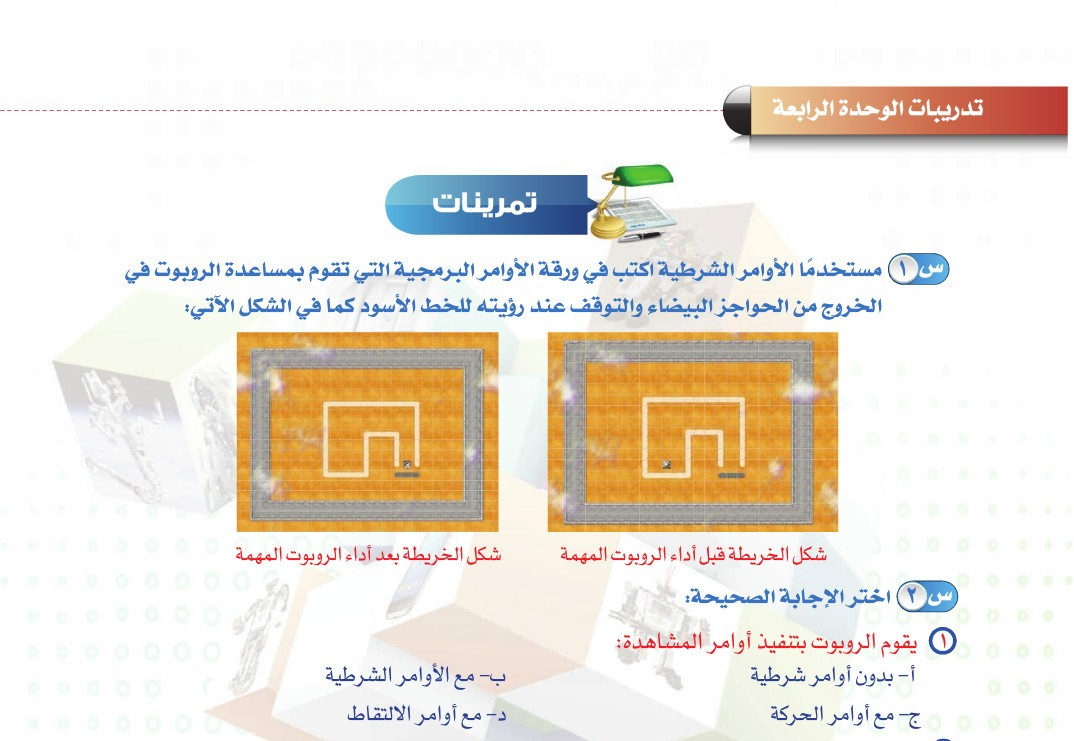 تدريبات الوحدة الرابعة
تمرينات
س١ مستخدمًا الأوامر الشرطية اكتب في ورقة الأوامر البرمجية التي تقوم بمساعدة الروبوت في
الخروج من الحواجز البيضاء والتوقف عند رؤيته للخط الأسود كما في الشكل الآتي:
شكل الخريطة قبل أداء الروبوت المهمة
شكل الخريطة بعد أداء الروبوت المهمة
س٢ اختر الإجابة الصحيحة:
١ يقوم الروبوت بتنفيذ أوامر المشاهدة:
أ- بدون أوامر شرطية ب- مع الأوامر الشرطية
ج- مع أوامر الحركة د- مع أوامر الالتقاط